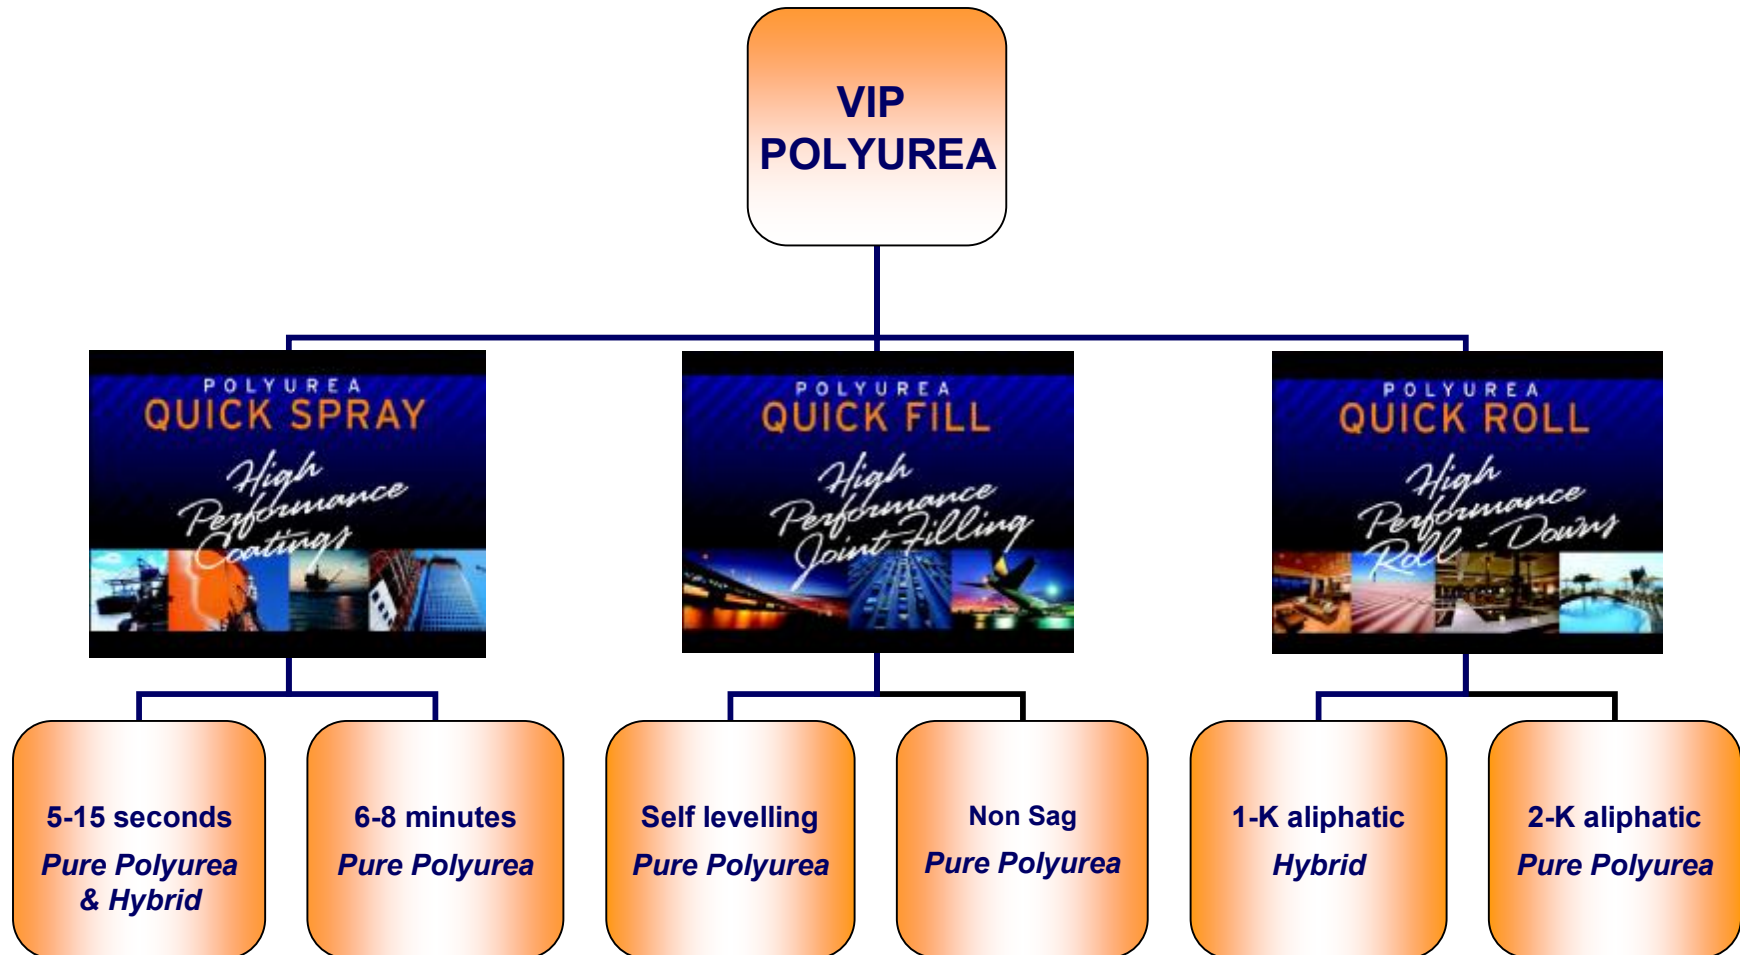 VIP
POLYUREA
POLYUREA
QUICK SPRAY
High
Performance
Coatings
POLYUREA
QUICK FILL
High
Performance
Joint Filling
POLYUREA
QUICK ROLL
High
Performance
Roll - Downs
5-15 seconds
Pure Polyurea
& Hybrid
6-8 minutes
Pure Polyurea
Self levelling
Pure Polyurea
Non Sag
Pure Polyurea
1-K aliphatic
Hybrid
2-K aliphatic
Pure Polyurea